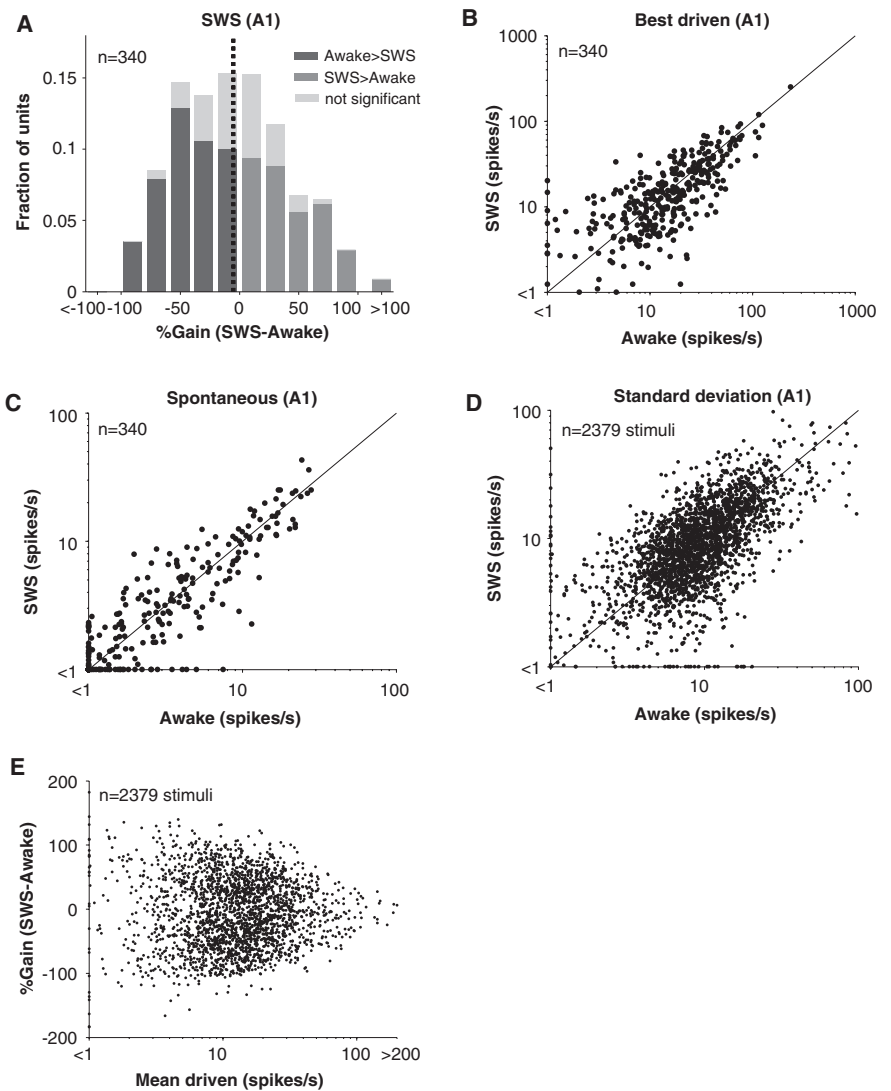 A
SWS (A1)
n=340
Awake>SWS
SWS>Awake
not significant
Fraction of units
0.15
0.1
0.05
0
<-100 -100 -50 0 50 100 >100
%Gain (SWS-Awake)
B
Best driven (A1)
n=340
SWS (spikes/s)
1000
100
10
<1
<1 10 100 1000
Awake (spikes/s)
C
Spontaneous (A1)
n=340
SWS (spikes/s)
100
10
<1
<1 10 100
Awake (spikes/s)
D
Standard deviation (A1)
n=2379 stimuli
SWS (spikes/s)
100
10
<1
<1 10 100
Awake (spikes/s)
E
n=2379 stimuli
%Gain (SWS-Awake)
200
100
0
-100
-200
<1 10 100 >200
Mean driven (spikes/s)